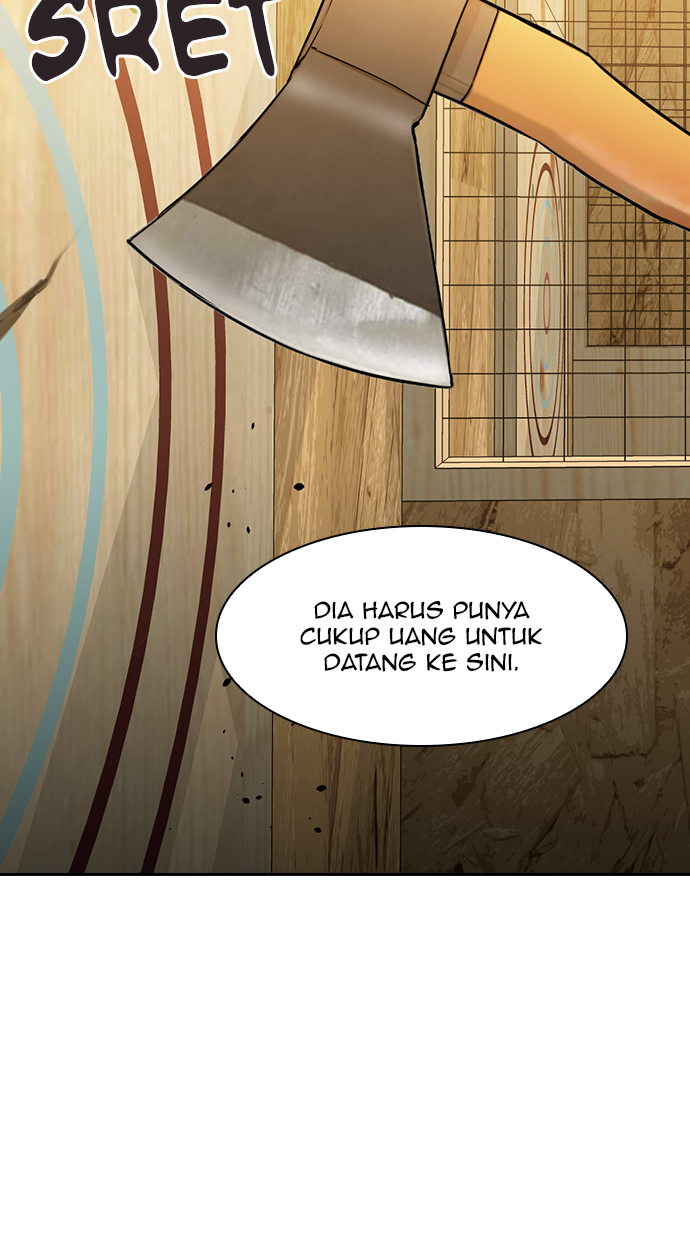 SRET
DIA HARUS PUNYA
CUKUP UANG UNTUK
DATANG KE SINI.